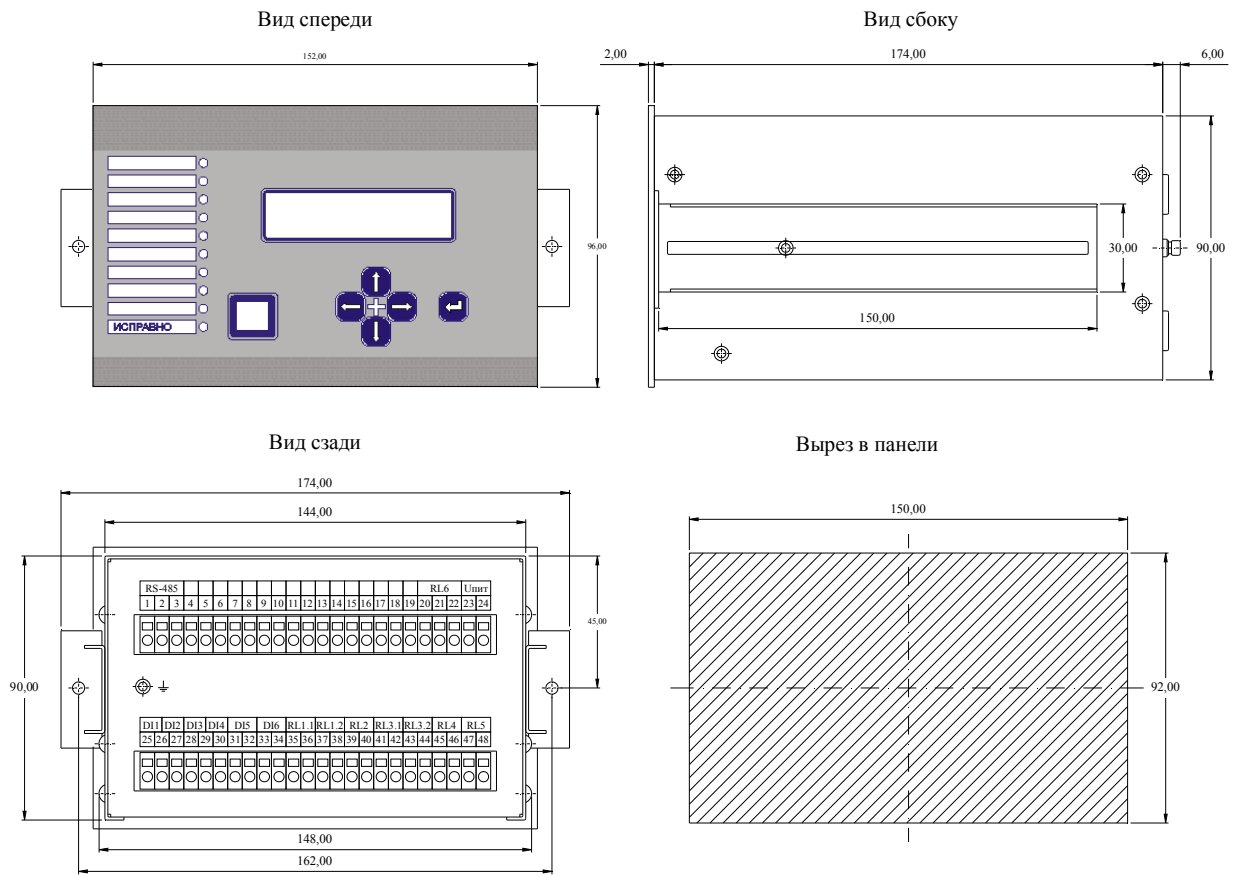 Вид спереди
Вид сбоку
152,00
2,00
174,00
6,00
ИСПРАВНО
96,00
30,00
90,00
150,00
Вид сзади
Вырез в панели
174,00
144,00
150,00
RS-485 RL6 Uпит
1 2 3 4 5 6 7 8 9 10 11 12 13 14 15 16 17 18 19 20 21 22 23 24
45,00
90,00
92,00
DI1 DI2 DI3 DI4 DI5 DI6 RL1.1 RL1.2 RL2 RL3.1 RL3.2 RL4 RL5
25 26 27 28 29 30 31 32 33 34 35 36 37 38 39 40 41 42 43 44 45 46 47 48
148,00
162,00